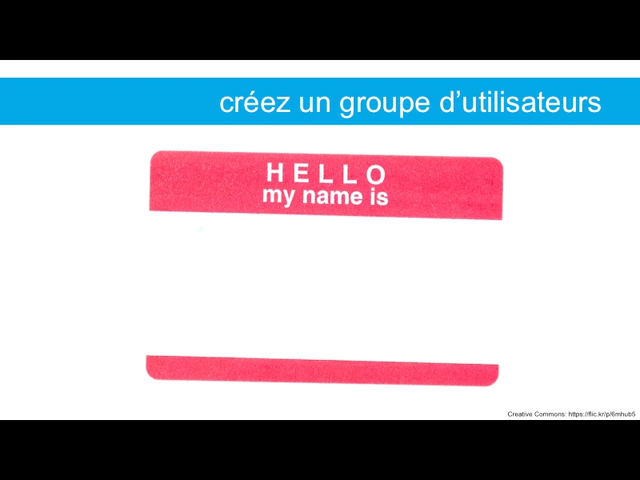 créez un groupe d’utilisateurs
HELLO
my name is
Creative Commons: https://flic.kr/p/6mhub5